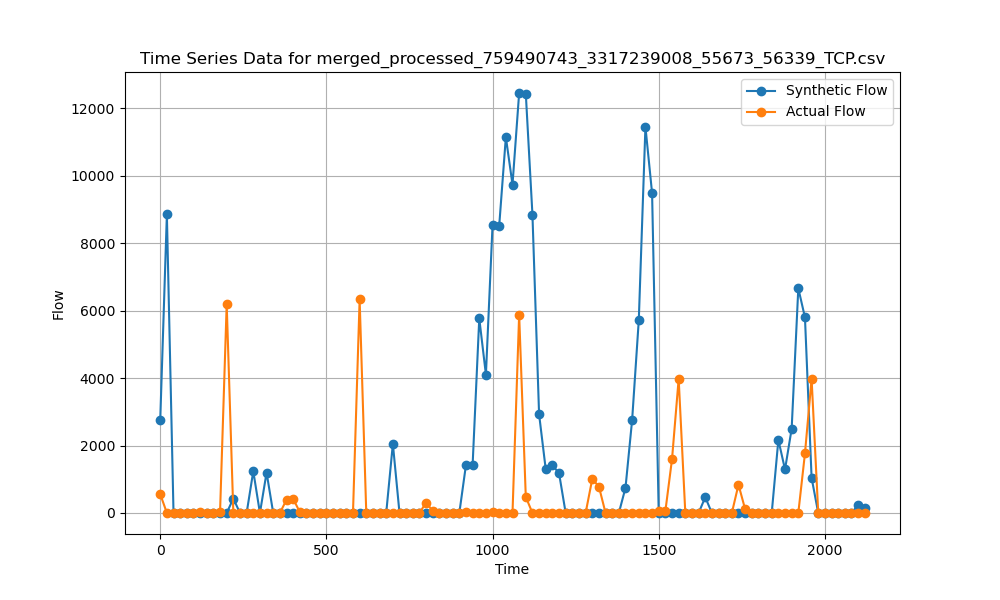 Time Series Data for merged_processed_759490743_3317239008_55673_56339_TCP.csv
Synthetic Flow
Actual Flow
Flow
12000
10000
8000
6000
4000
2000
0
0 500 1000 1500 2000
Time